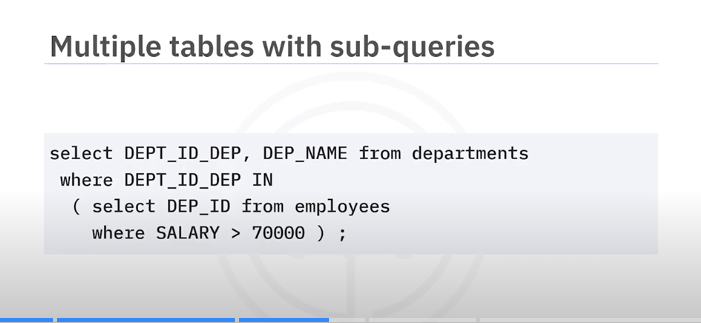 Multiple tables with sub-queries
select DEPT_ID_DEP, DEP_NAME from departments
where DEPT_ID_DEP IN
( select DEP_ID from employees
where SALARY > 70000 ) ;